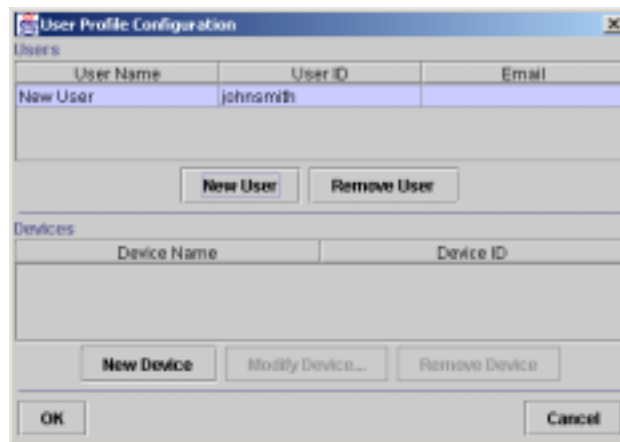 User Profile Configuration
Users
User Name User ID Email
New User johnsmith
New User Remove User
Devices
Device Name Device ID
New Device Modify Device... Remove Device
OK Cancel